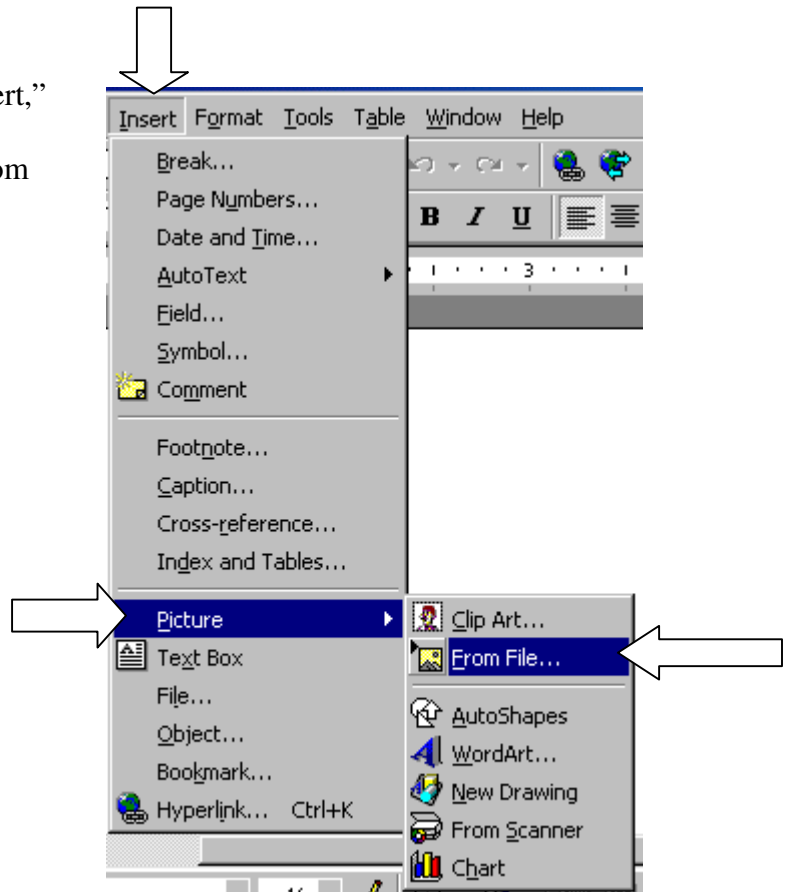 ert,”
om
Insert Format Tools Table Window Help
Break...
Page Numbers...
B I U
Date and Time...
AutoText
3
Field...
Symbol...
Comment
Footnote...
Caption...
Cross-reference...
Index and Tables...
Picture
Clip Art...
Text Box
From File...
File...
Object...
AutoShapes
Bookmark...
WordArt...
Hyperlink... Ctrl+K
New Drawing
From Scanner
Chart